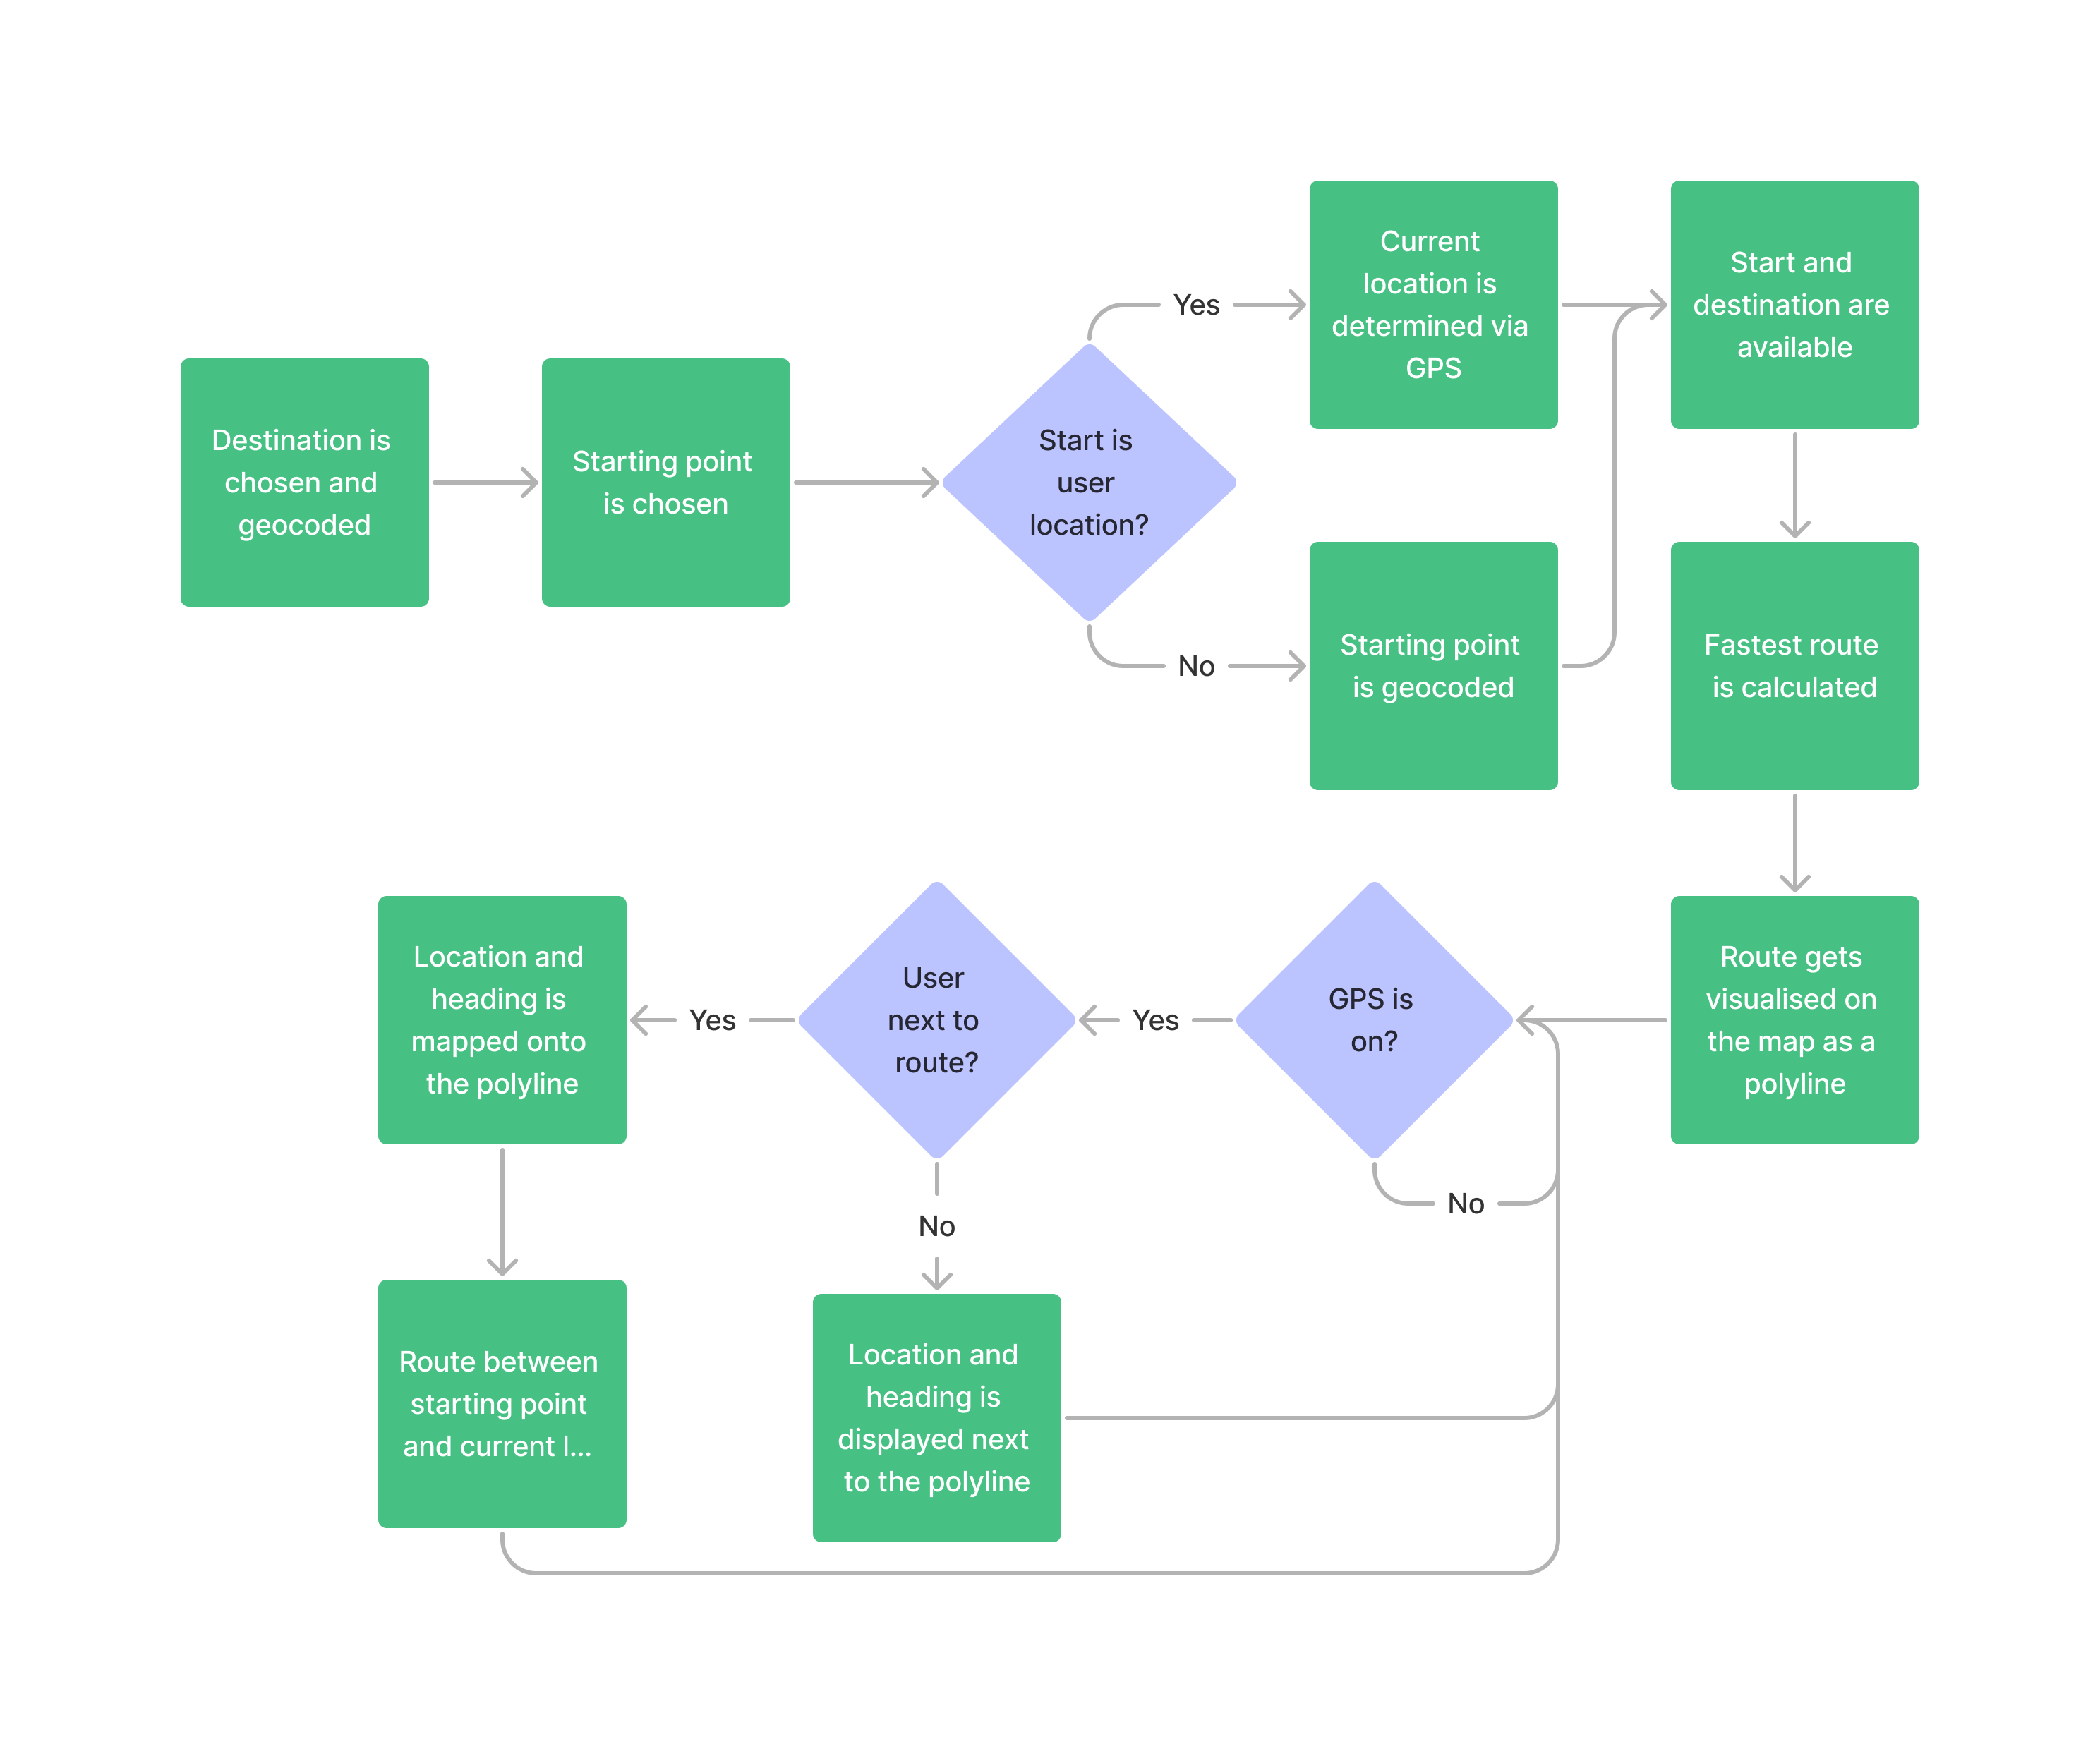 Destination is
chosen and
geocoded
Starting point
is chosen
Start is
user
location?
Yes
No
Current
location is
determined via
GPS
Starting point
is geocoded
Start and
destination are
available
Fastest route
is calculated
Route gets
visualised on
the map as a
polyline
GPS is
on?
No
Yes
User
next to
route?
No
Yes
Location and
heading is
mapped onto
the polyline
Route between
starting point
and current l...
Location and
heading is
displayed next
to the polyline